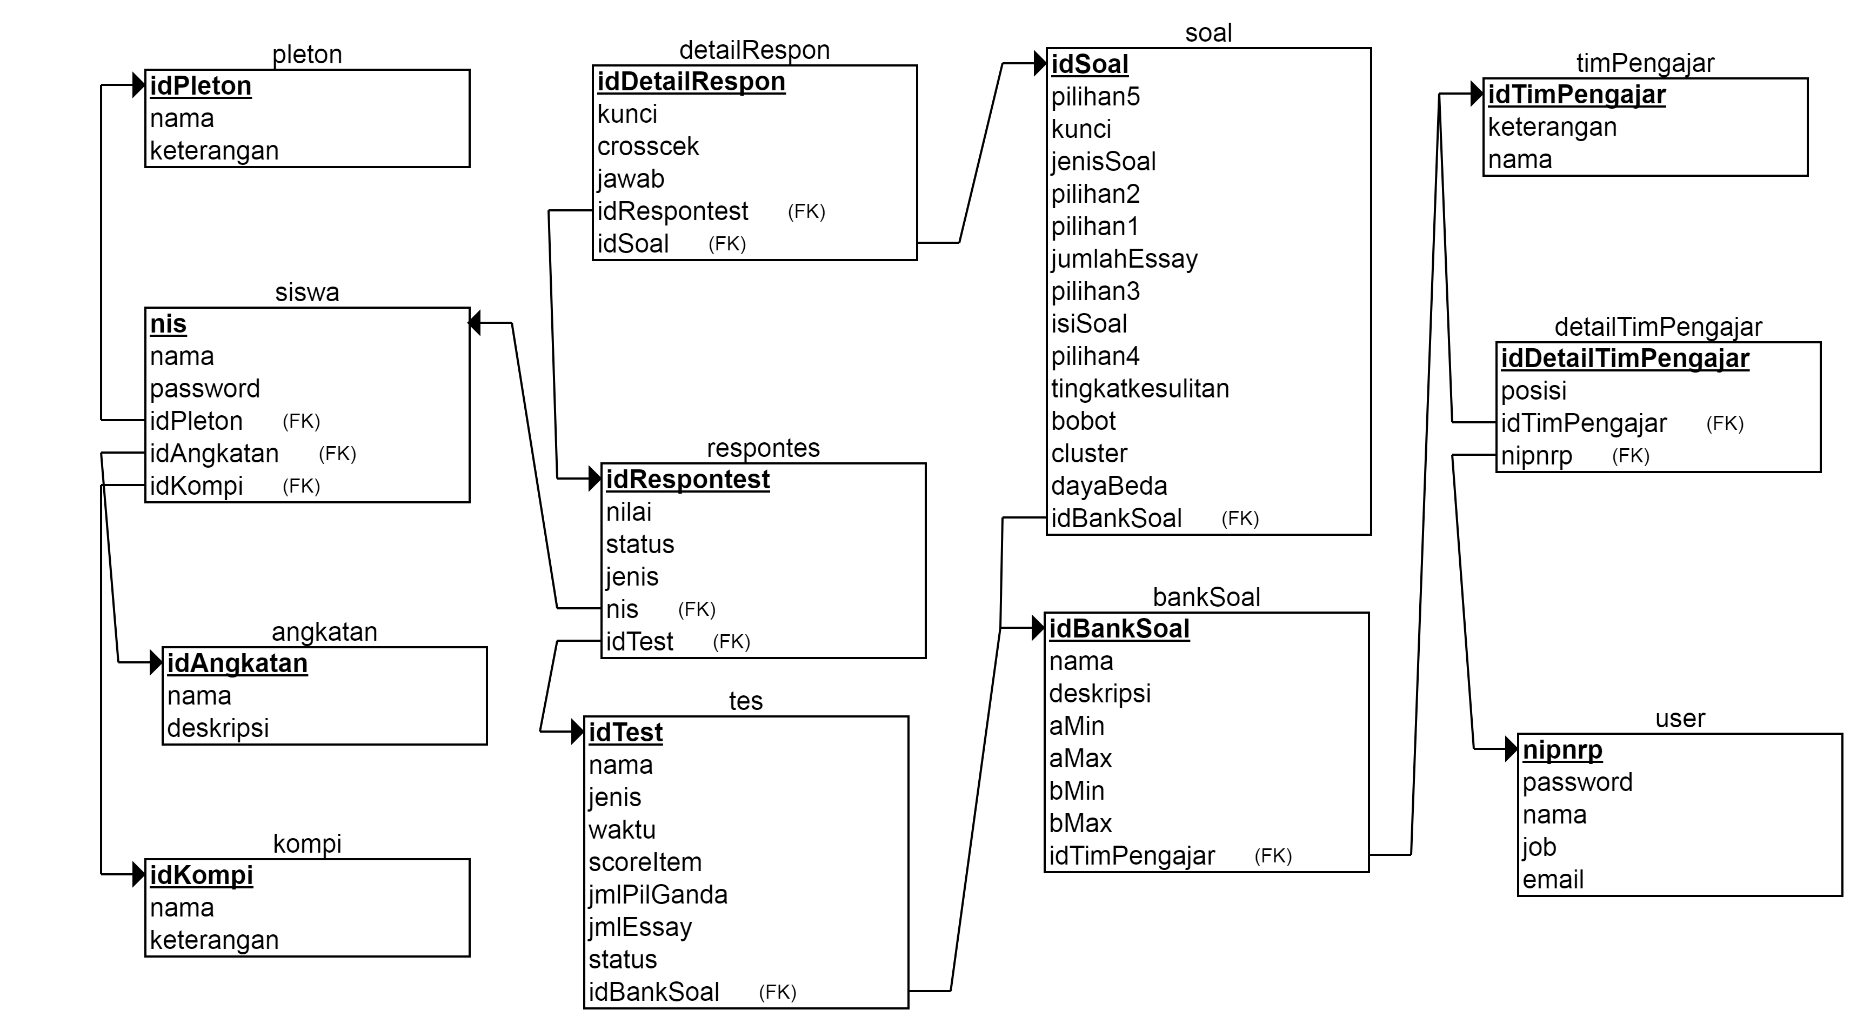 pleton
idPleton
nama
keterangan
siswa
nis
nama
password
idPleton (FK)
idAngkatan (FK)
idKompi (FK)
angkatan
idAngkatan
nama
deskripsi
kompi
idKompi
nama
keterangan
detailRespon
idDetailRespon
kunci
crosscek
jawab
idRespontest (FK)
idSoal (FK)
respontes
idRespontest
nilai
status
jenis
nis (FK)
idTest (FK)
tes
idTest
nama
jenis
waktu
scoreItem
jmlPilGanda
jmlEssay
status
idBankSoal (FK)
soal
idSoal
pilihan5
kunci
jenisSoal
pilihan2
pilihan1
jumlahEssay
pilihan3
isiSoal
pilihan4
tingkatkesulitan
bobot
cluster
dayaBeda
idBankSoal (FK)
bankSoal
idBankSoal
nama
deskripsi
aMin
aMax
bMin
bMax
idTimPengajar (FK)
timPengajar
idTimPengajar
keterangan
nama
detailTimPengajar
idDetailTimPengajar
posisi
idTimPengajar (FK)
nipnrp (FK)
user
nipnrp
password
nama
job
email